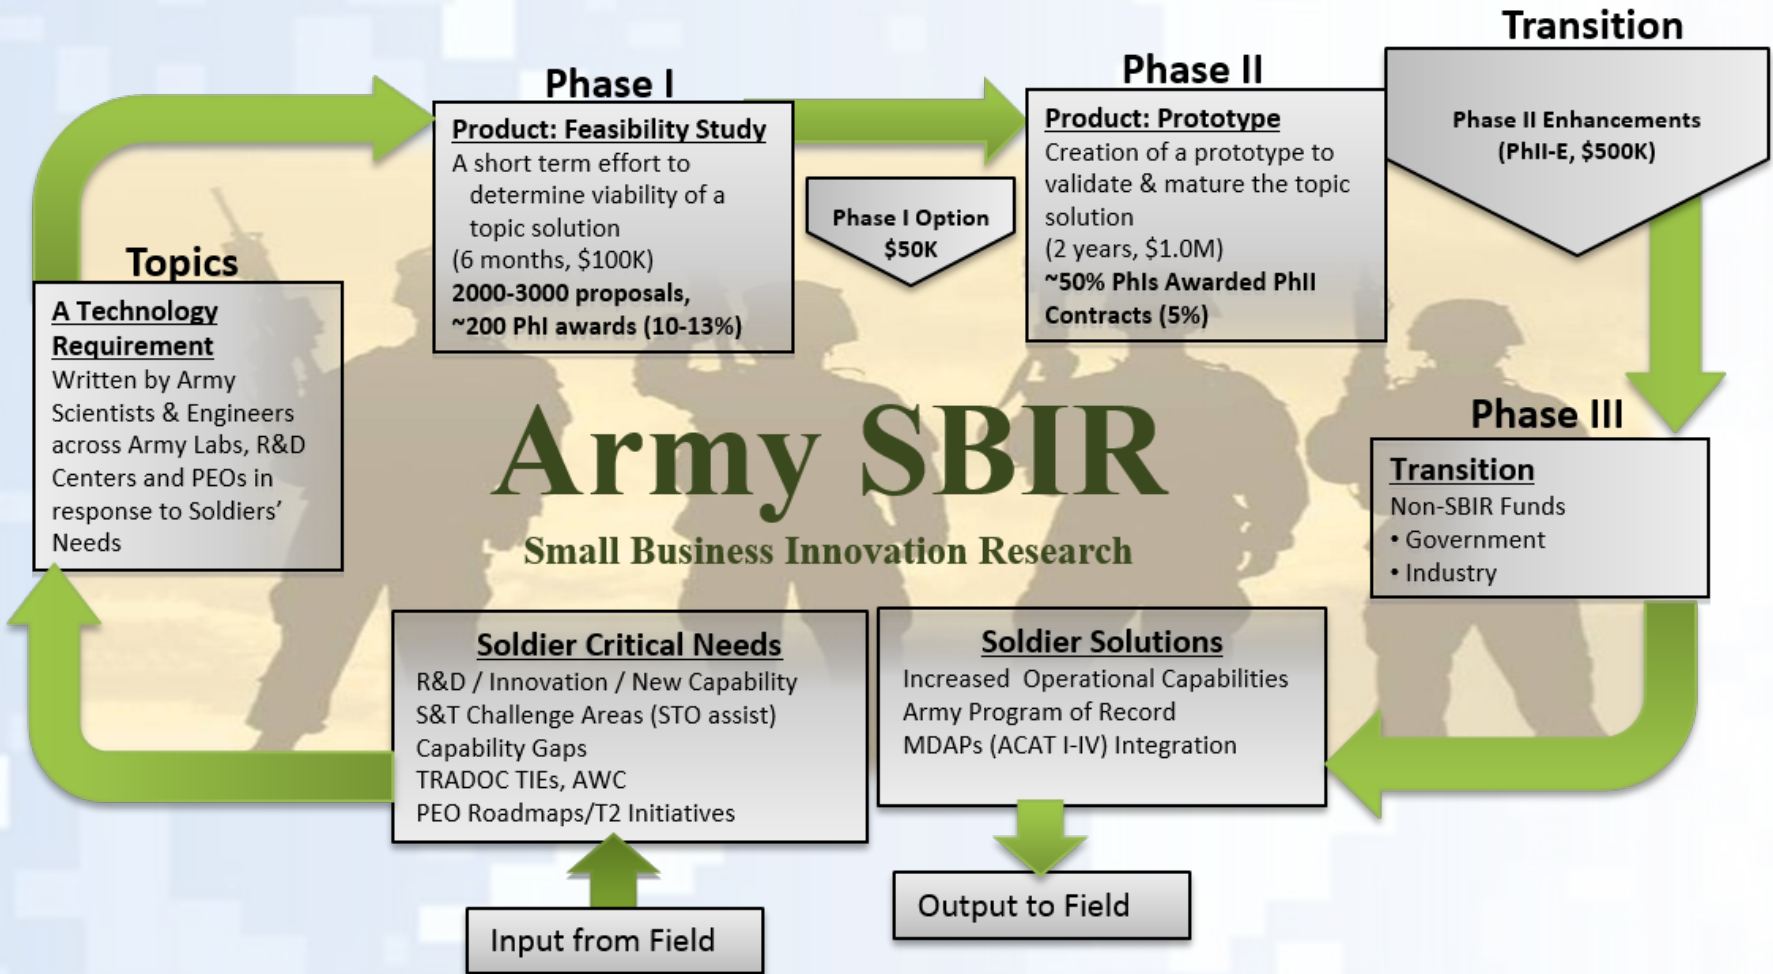 Transition
Phase II Enhancements
(PhII-E, $500K)
Phase I
Product: Feasibility Study
A short term effort to
determine viability of a
topic solution
(6 months, $100K)
2000-3000 proposals,
~200 PhI awards (10-13%)
Phase I Option
$50K
Phase II
Product: Prototype
Creation of a prototype to
validate & mature the topic
solution
(2 years, $1.0M)
~50% PhIs Awarded PhII
Contracts (5%)
Topics
A Technology
Requirement
Written by Army
Scientists & Engineers
across Army Labs, R&D
Centers and PEOs in
response to Soldiers’
Needs
Army SBIR
Small Business Innovation Research
Phase III
Transition
Non-SBIR Funds
• Government
• Industry
Soldier Critical Needs
R&D / Innovation / New Capability
S&T Challenge Areas (STO assist)
Capability Gaps
TRADOC TIEs, AWC
PEO Roadmaps/T2 Initiatives
Soldier Solutions
Increased Operational Capabilities
Army Program of Record
MDAPs (ACAT I-IV) Integration
Input from Field
Output to Field